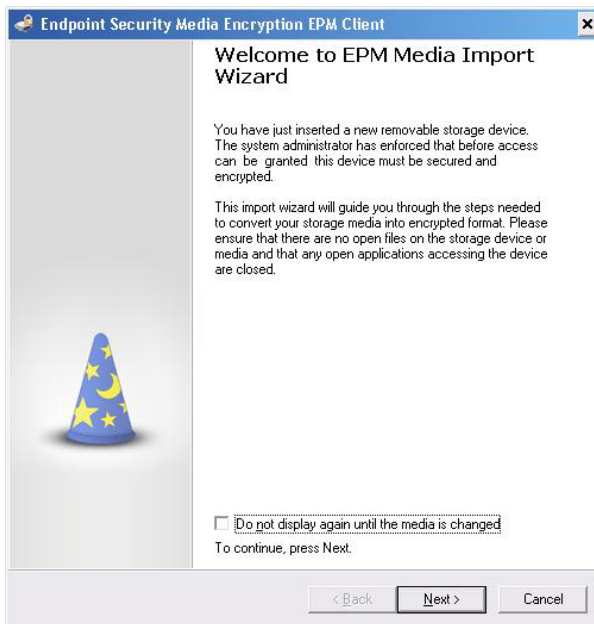 Endpoint Security Media Encryption EPM Client
Welcome to EPM Media Import
Wizard
You have just inserted a new removable storage device.
The system administrator has enforced that before access
can be granted this device must be secured and
encrypted.
This import wizard will guide you through the steps needed
to convert your storage media into encrypted format. Please
ensure that there are no open files on the storage device or
media and that any open applications accessing the device
are closed.
Do not display again until the media is changed
To continue, press Next.
< Back
Next >
Cancel